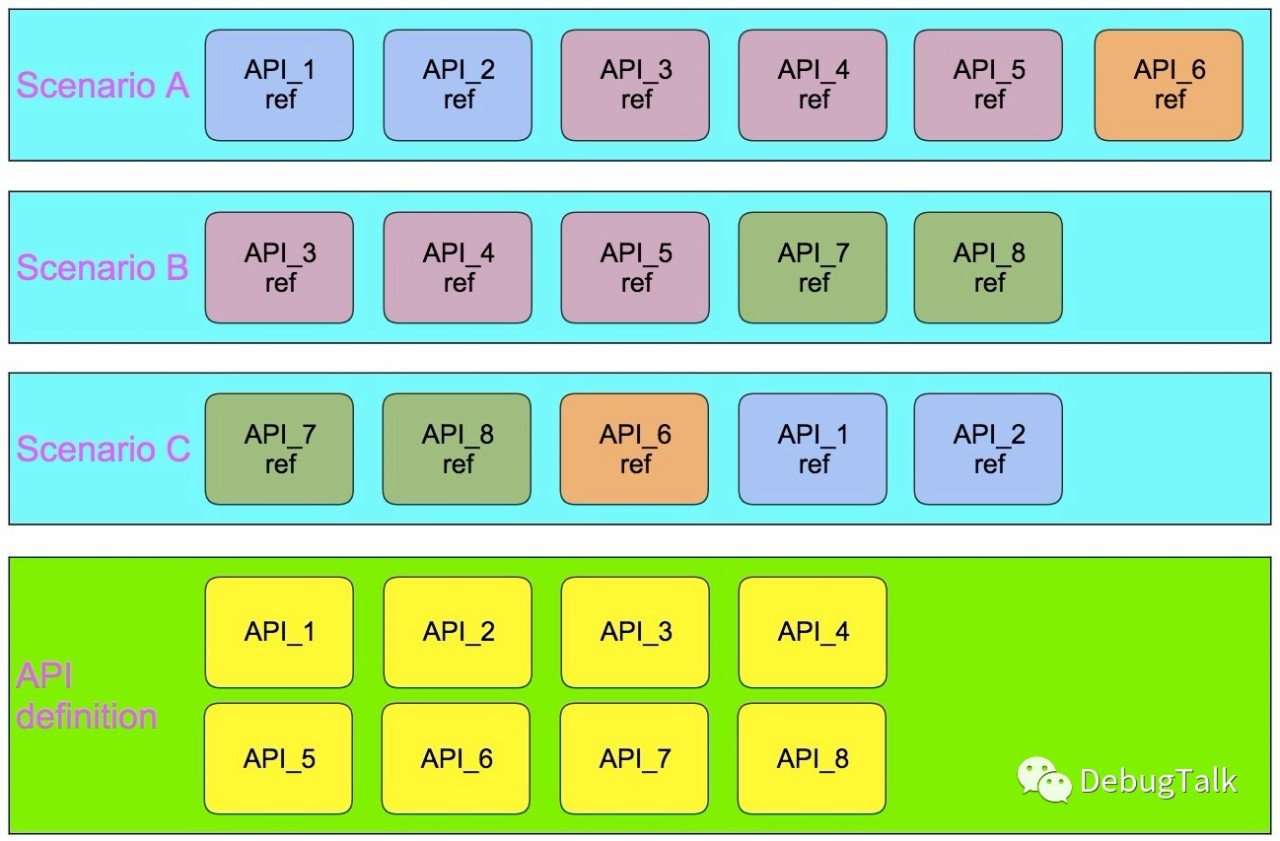 Scenario A
API_1
ref
API_2
ref
API_3
ref
API_4
ref
API_5
ref
API_6
ref
Scenario B
API_3
ref
API_4
ref
API_5
ref
API_7
ref
API_8
ref
Scenario C
API_7
ref
API_8
ref
API_6
ref
API_1
ref
API_2
ref
API
definition
API_1
API_2
API_3
API_4
API_5
API_6
API_7
API_8
DebugTalk